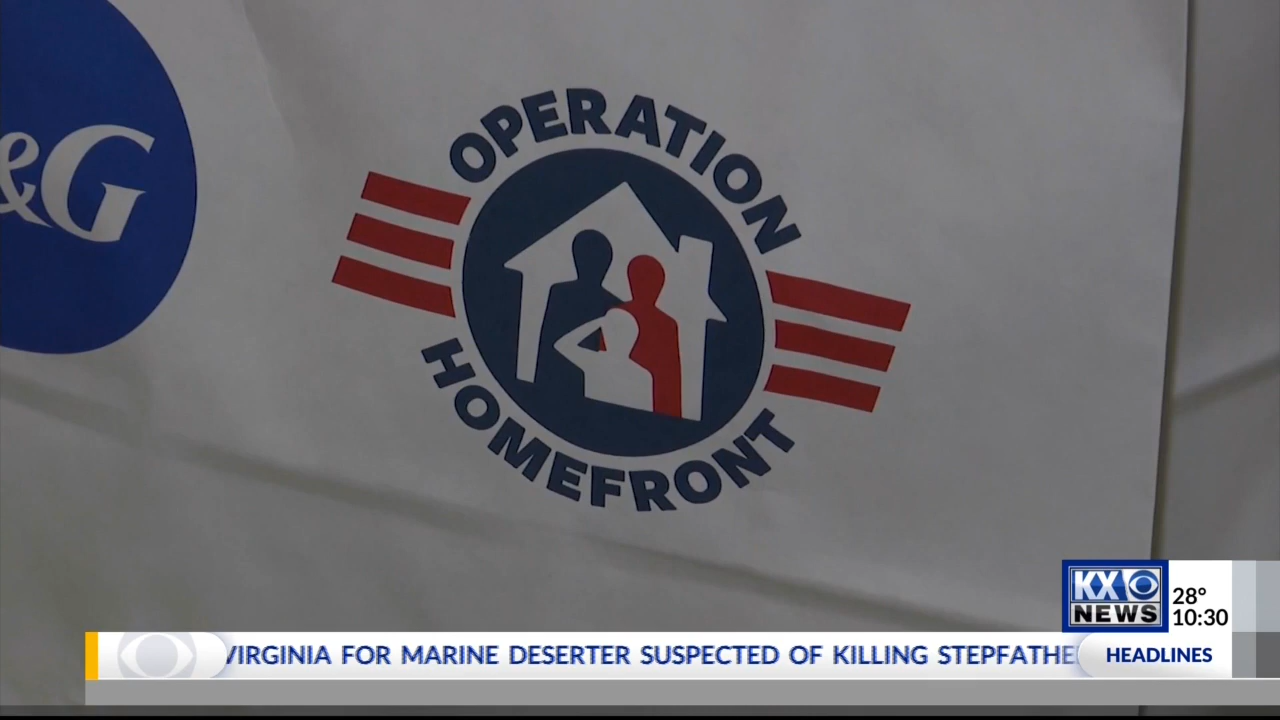 &G
OPERATION
HOMEFRONT
KX
NEWS
28°
10:30
VIRGINIA FOR MARINE DESERTER SUSPECTED OF KILLING STEPFATHE
HEADLINES